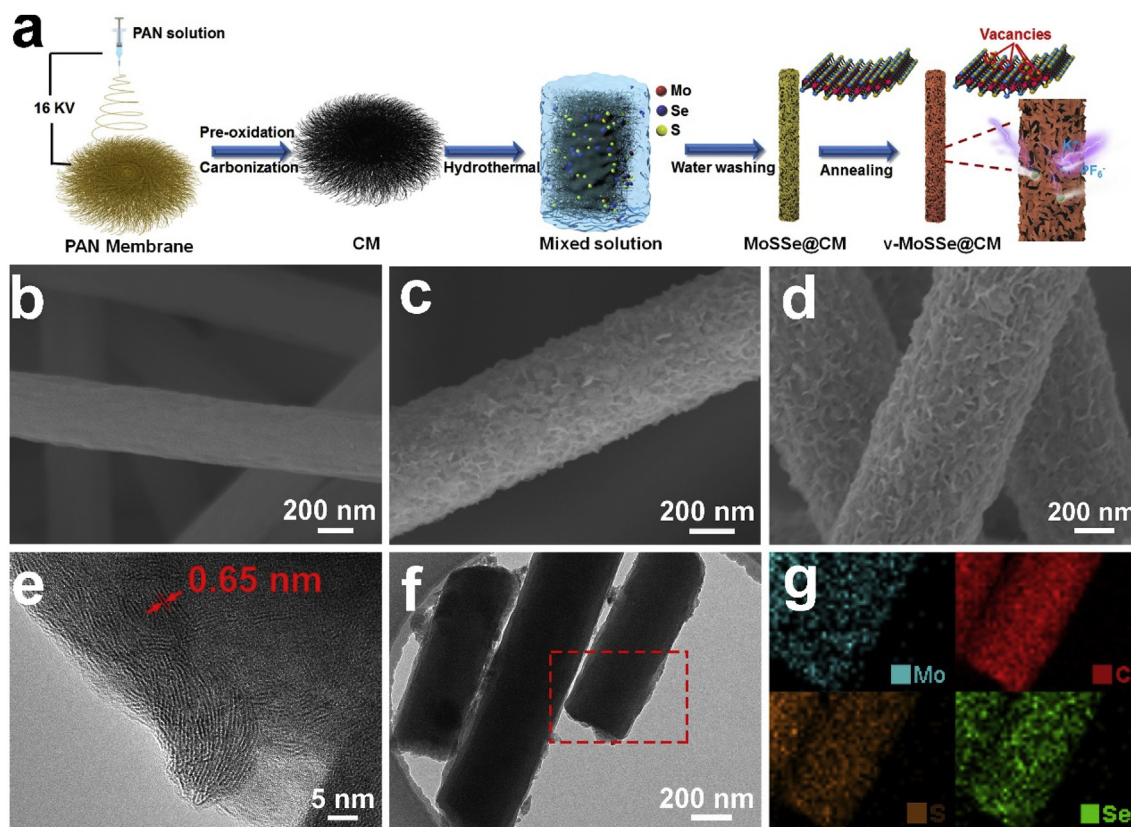 a
PAN solution
16 KV
PAN Membrane
Pre-oxidation
Carbonization
CM
Hydrothermal
Mo
Se
S
Mixed solution
Water washing
MoSSe@CM
Annealing
Vacancies
v-MoSSe@CM
K+
PF6-
b
200 nm
c
200 nm
d
200 nm
e
0.65 nm
5 nm
f
200 nm
g
Mo
C
S
Se